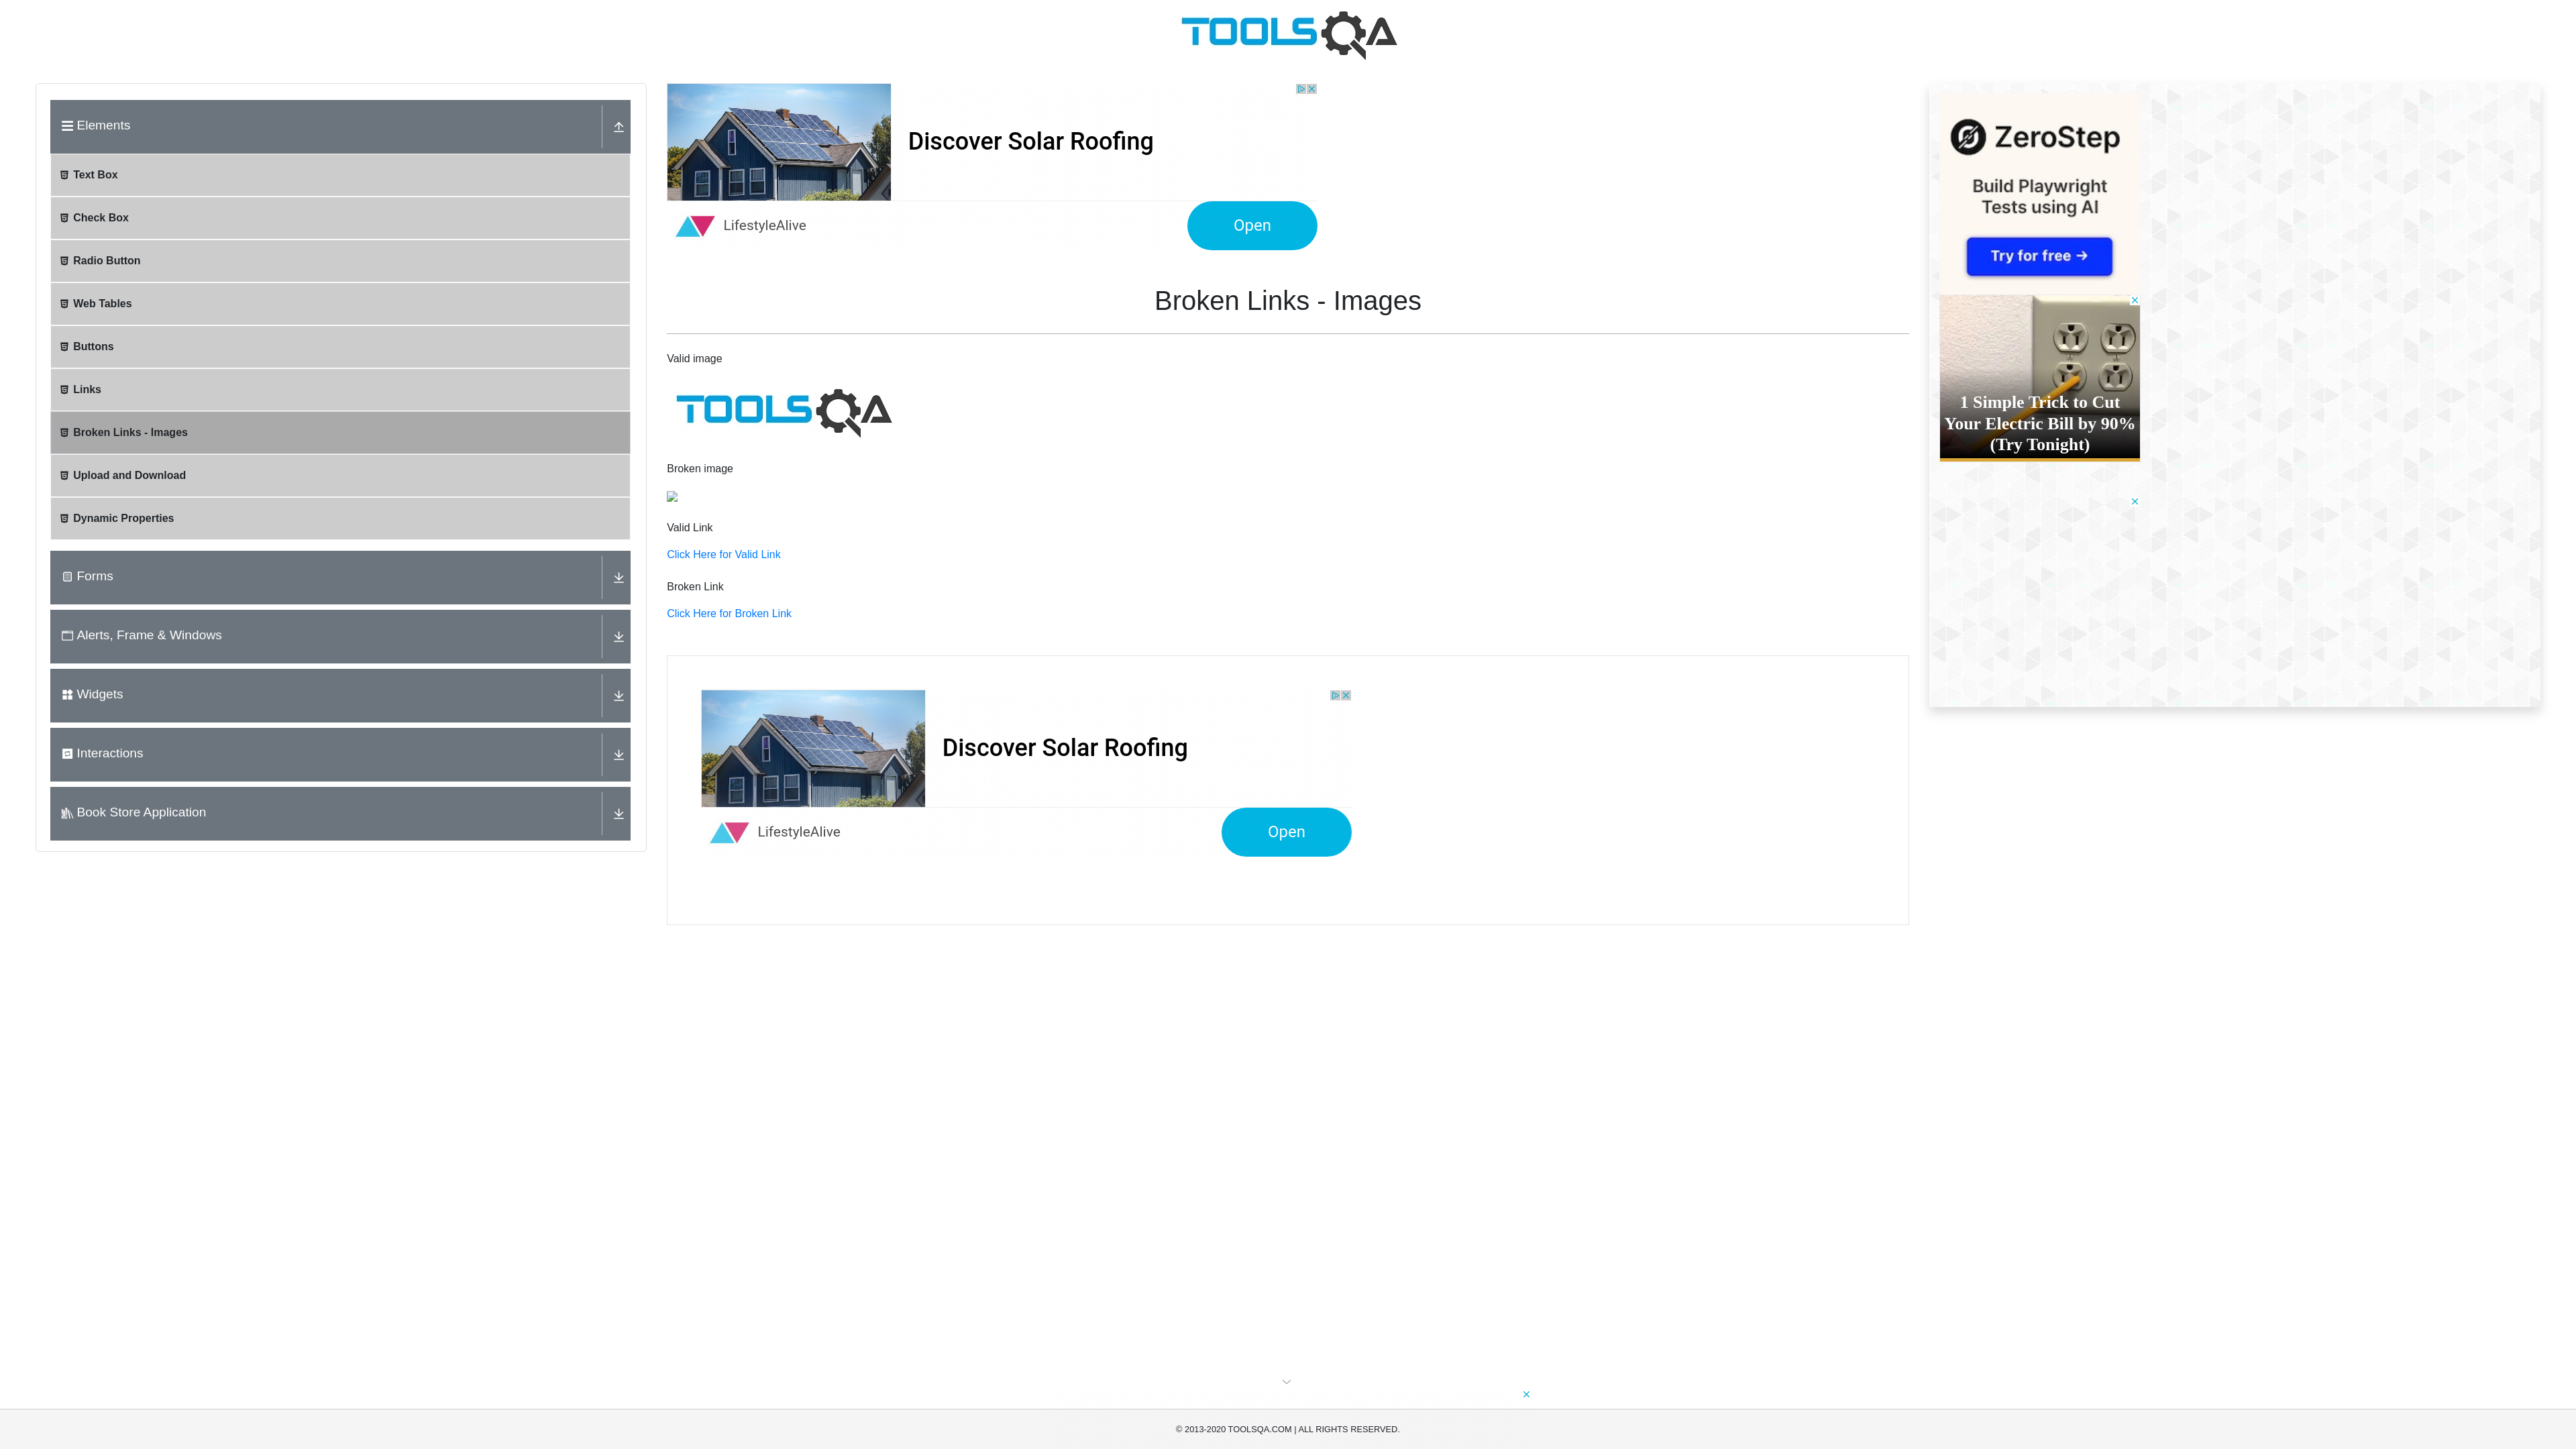 TOOLSQA
Elements
Text Box
Check Box
Radio Button
Web Tables
Buttons
Links
Broken Links - Images
Upload and Download
Dynamic Properties
Forms
Alerts, Frame & Windows
Widgets
Interactions
Book Store Application
Discover Solar Roofing
LifestyleAlive
Open
Broken Links - Images
Valid image
TOOLSQA
Broken image
Valid Link
Click Here for Valid Link
Broken Link
Click Here for Broken Link
Discover Solar Roofing
LifestyleAlive
Open
ZeroStep
Build Playwright
Tests using AI
Try for free →
1 Simple Trick to Cut
Your Electric Bill by 90%
(Try Tonight)
© 2013-2020 TOOLSQA.COM | ALL RIGHTS RESERVED.